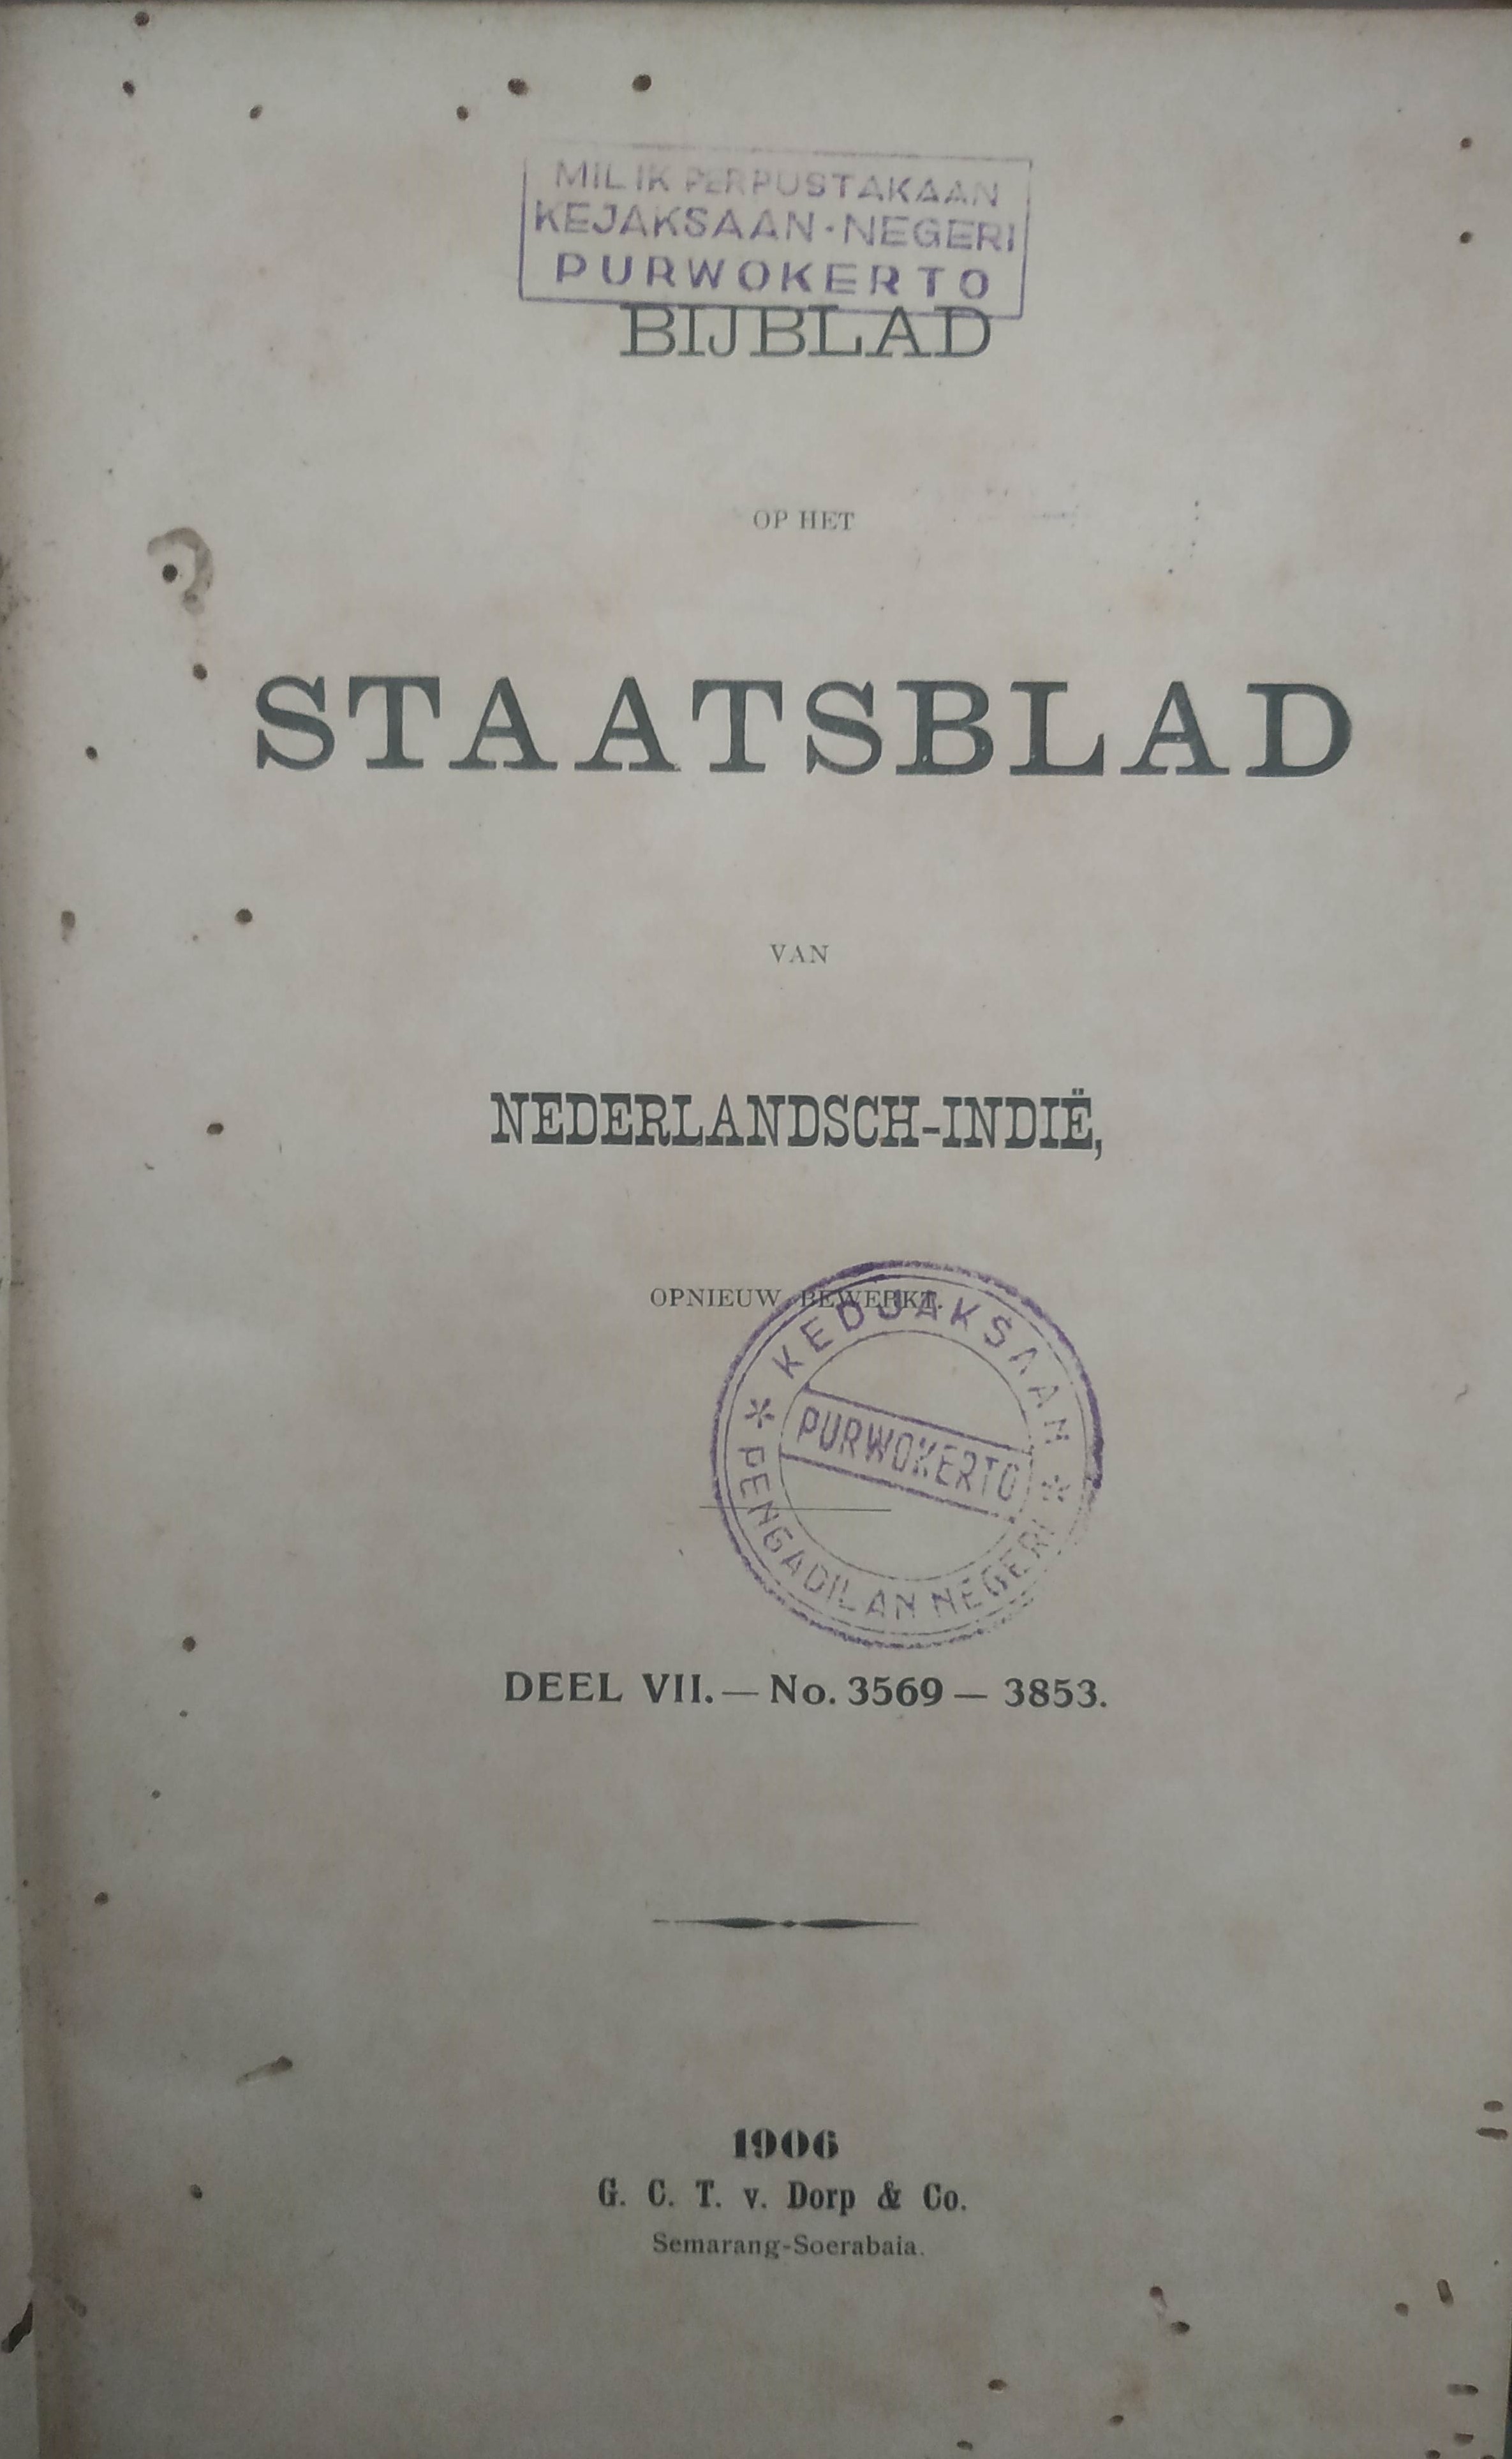 MILIK PERPUSTAKAAN
KEJAKSAAN-NEGERI
PURWOKERTO
BIJBLAD
OP HET
STAATSBLAD
VAN
NEDERLANDSCH-INDIË,
OPNIEUW BEWERKT.
KEDJAKSAAN
PURWOKERTO
PENGADILAN NEGERI
DEEL VII. — No. 3569 — 3853.
1906
G. C. T. v. Dorp & Co.
Semarang-Soerabaia.